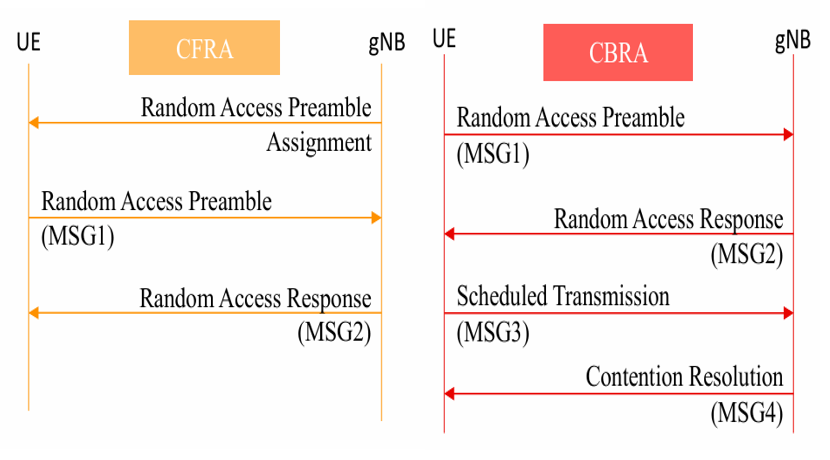 UE
CFRA
gNB
Random Access Preamble
Assignment
Random Access Preamble
(MSG1)
Random Access Response
(MSG2)
UE
CBRA
gNB
Random Access Preamble
(MSG1)
Random Access Response
(MSG2)
Scheduled Transmission
(MSG3)
Contention Resolution
(MSG4)